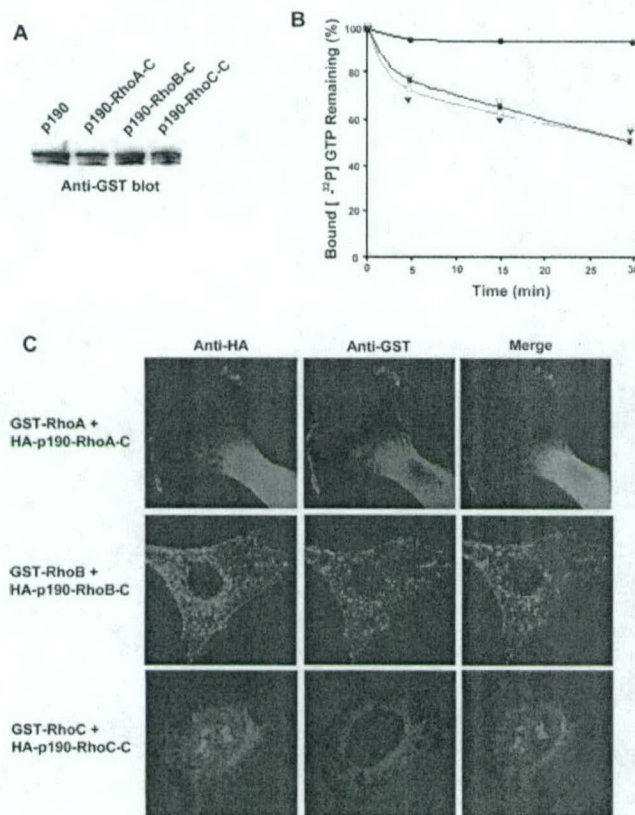 A
p190
p190-RhoA-C
p190-RhoB-C
p190-RhoC-C
Anti-GST blot
B
Bound [ ³²P] GTP Remaining (%)
100
80
60
40
20
0
0 5 10 15 20 25 30
Time (min)
C
Anti-HA Anti-GST Merge
GST-RhoA +
HA-p190-RhoA-C
GST-RhoB +
HA-p190-RhoB-C
GST-RhoC +
HA-p190-RhoC-C